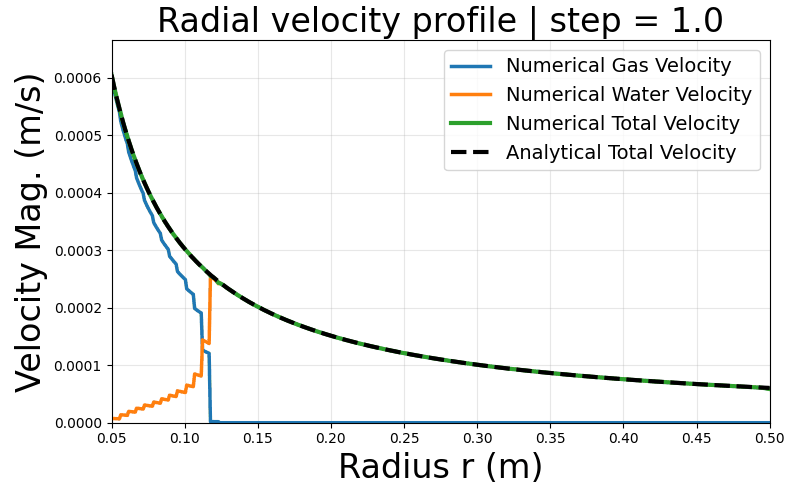 Radial velocity profile | step = 1.0
Velocity Mag. (m/s)
0.0006
0.0005
0.0004
0.0003
0.0002
0.0001
0.0000
Numerical Gas Velocity
Numerical Water Velocity
Numerical Total Velocity
Analytical Total Velocity
0.05 0.10 0.15 0.20 0.25 0.30 0.35 0.40 0.45 0.50
Radius r (m)